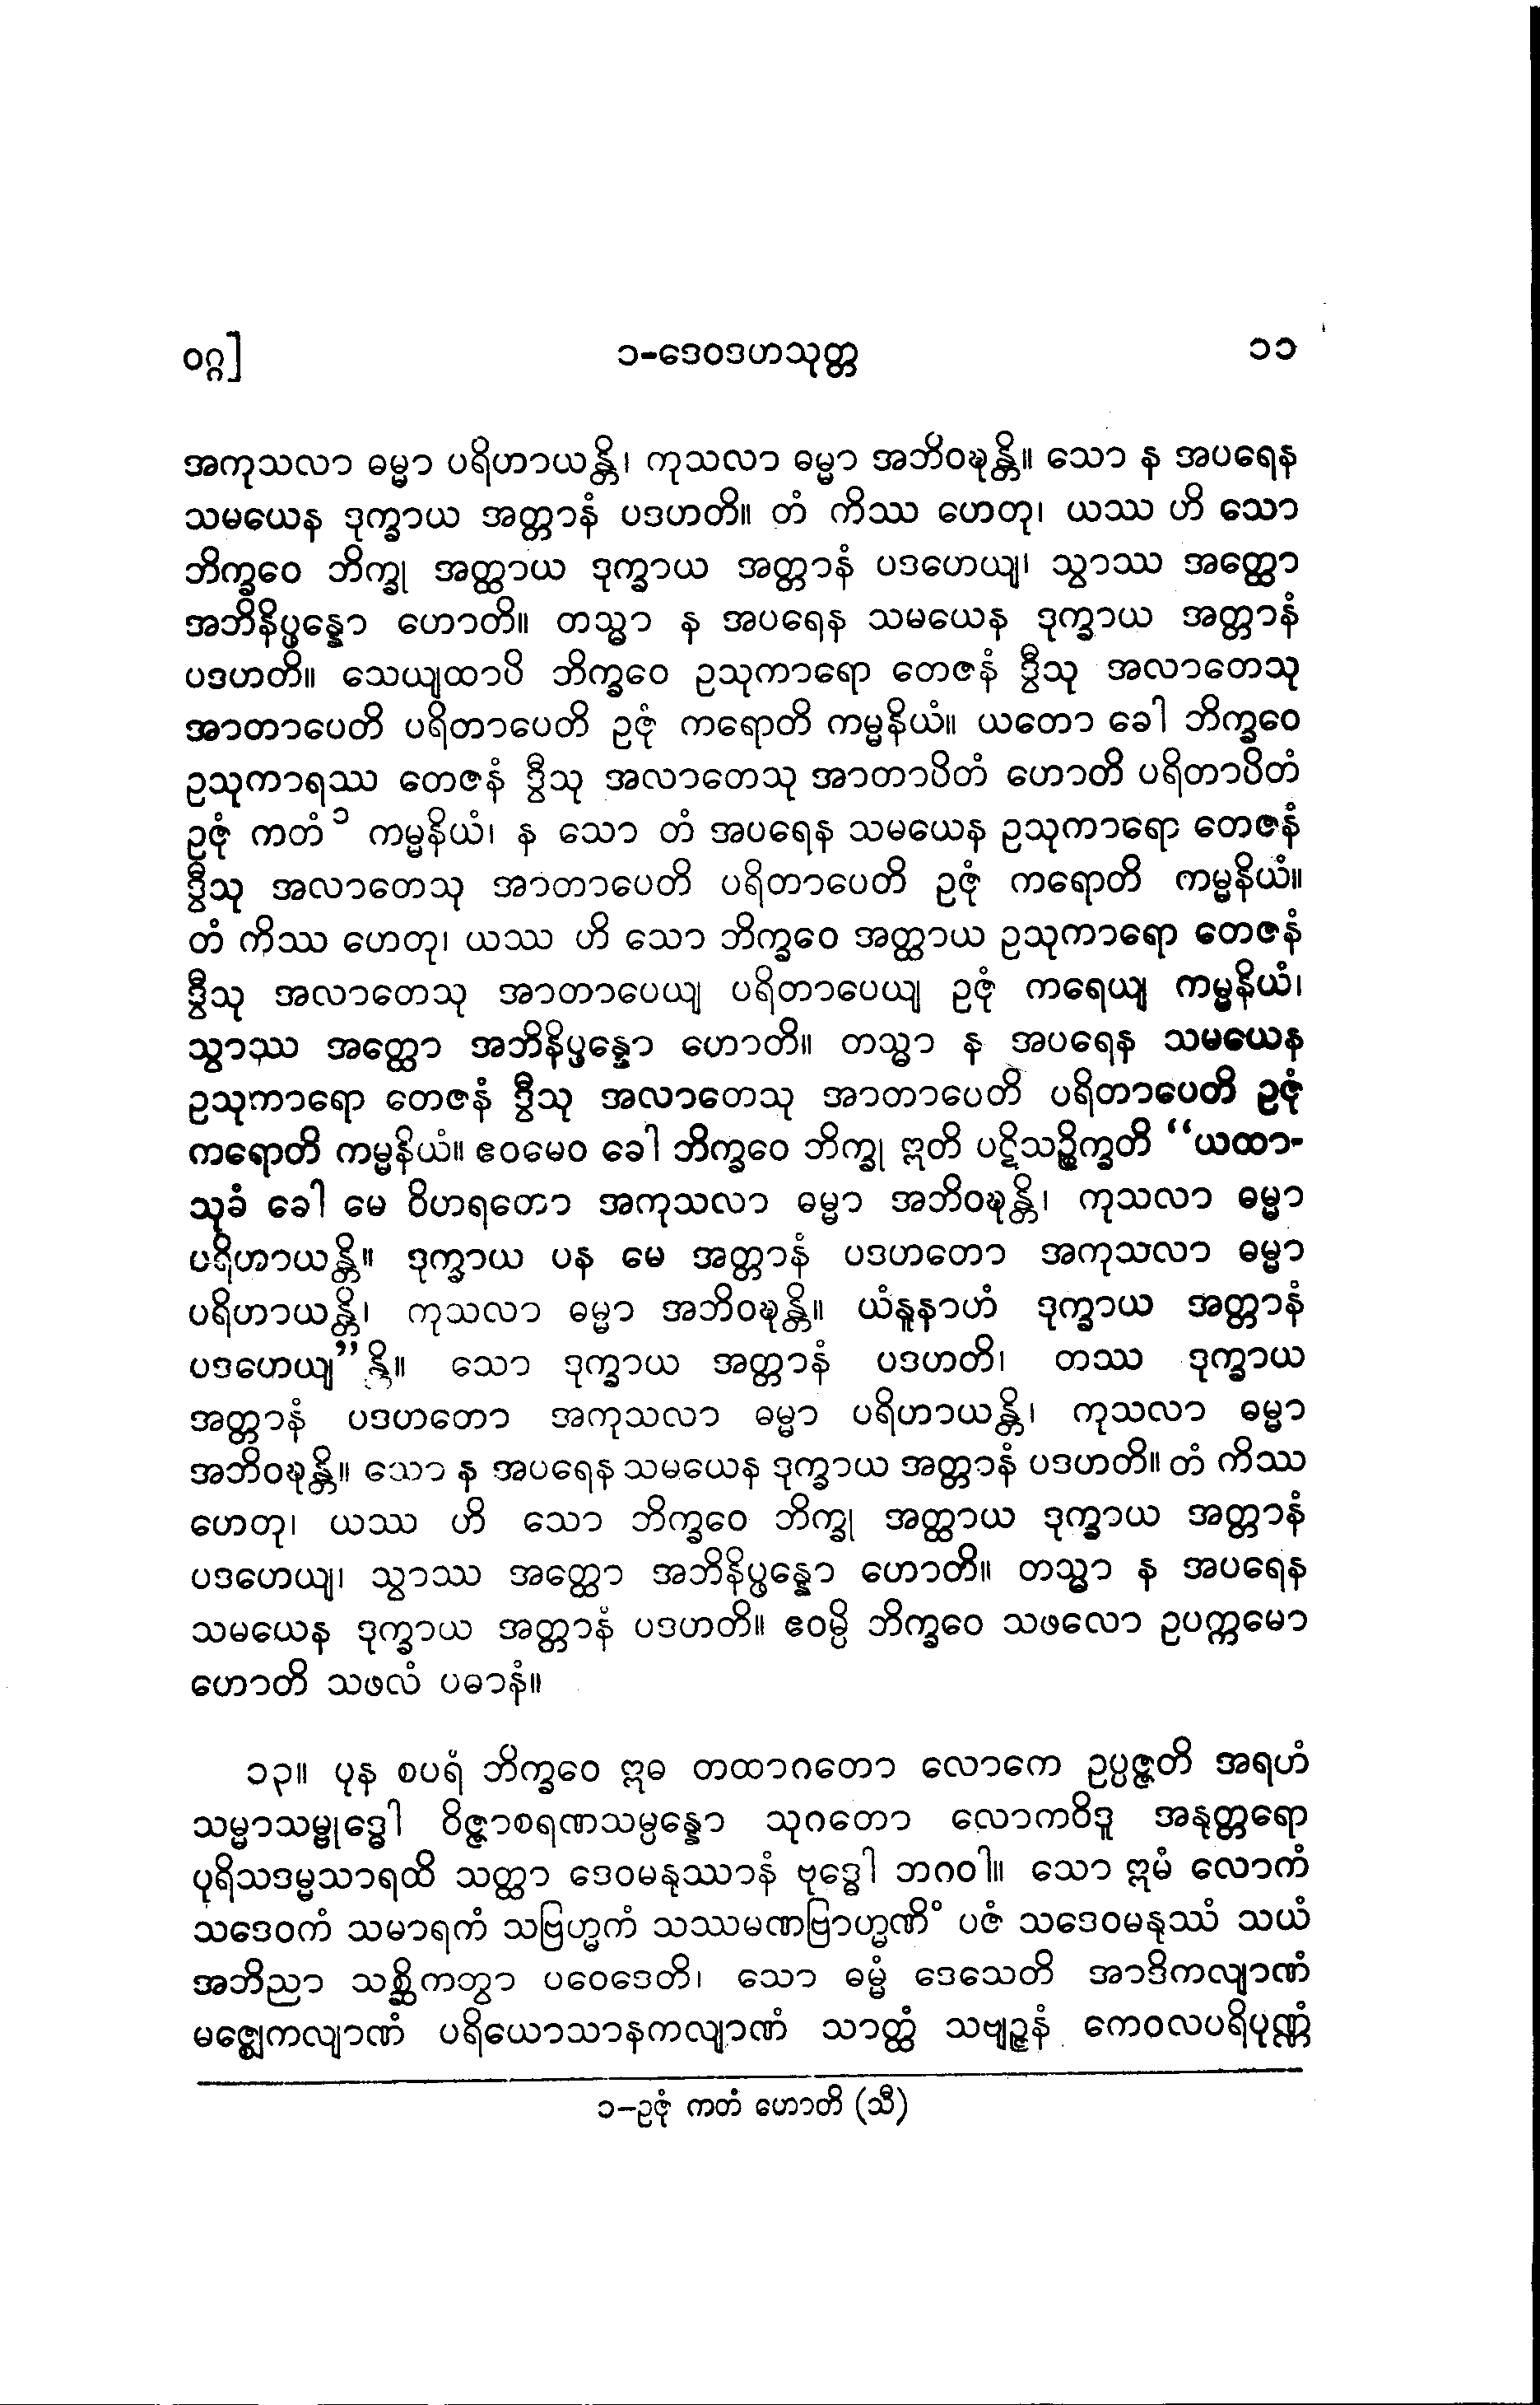 ဝဂ္ဂ] ၁-ဒေဝဒဟသုတ္တ ၁၁
အကုသလာ ဓမ္မာ ပရိဟာယန္တိ၊ ကုသလာ ဓမ္မာ အဘိဝဍ္ဎန္တိ။ သော န အပရေန
သမယေန ဒုက္ခာယ အတ္တာနံ ပဒဟတိ။ တံ ကိဿ ဟေတု၊ ယဿ ဟိ သော
ဘိက္ခဝေ ဘိက္ခု အတ္ထာယ ဒုက္ခာယ အတ္တာနံ ပဒဟေယျ၊ သွာဿ အတ္ထော
အဘိနိပ္ဖန္နော ဟောတိ။ တသ္မာ န အပရေန သမယေန ဒုက္ခာယ အတ္တာနံ
ပဒဟတိ။ သေယျထာပိ ဘိက္ခဝေ ဥသုကာရော တေဇနံ ဒွီသု အလာတေသု
အာတာပေတိ ပရိတာပေတိ ဥဇုံ ကရောတိ ကမ္မနိယံ။ ယတော ခေါ ဘိက္ခဝေ
ဥသုကာရဿ တေဇနံ ဒွီသု အလာတေသု အာတာပိတံ ဟောတိ ပရိတာပိတံ
ဥဇုံ ကတံ ၁ ကမ္မနိယံ၊ န သော တံ အပရေန သမယေန ဥသုကာရော တေဇနံ
ဒွီသု အလာတေသု အာတာပေတိ ပရိတာပေတိ ဥဇုံ ကရောတိ ကမ္မနိယံ။
တံ ကိဿ ဟေတု၊ ယဿ ဟိ သော ဘိက္ခဝေ အတ္ထာယ ဥသုကာရော တေဇနံ
ဒွီသု အလာတေသု အာတာပေယျ ပရိတာပေယျ ဥဇုံ ကရေယျ ကမ္မနိယံ၊
သွာဿ အတ္ထော အဘိနိပ္ဖန္နော ဟောတိ။ တသ္မာ န အပရေန သမယေန
ဥသုကာရော တေဇနံ ဒွီသု အလာတေသု အာတာပေတိ ပရိတာပေတိ ဥဇုံ
ကရောတိ ကမ္မနိယံ။ ဧဝမေဝ ခေါ ဘိက္ခဝေ ဘိက္ခု ဣတိ ပဋိသဉ္စိက္ခတိ “ယထာ-
သုခံ ခေါ မေ ဝိဟရတော အကုသလာ ဓမ္မာ အဘိဝဍ္ဎန္တိ၊ ကုသလာ ဓမ္မာ
ပရိဟာယန္တိ။ ဒုက္ခာယ ပန မေ အတ္တာနံ ပဒဟတော အကုသလာ ဓမ္မာ
ပရိဟာယန္တိ၊ ကုသလာ ဓမ္မာ အဘိဝဍ္ဎန္တိ။ ယံနူနာဟံ ဒုက္ခာယ အတ္တာနံ
ပဒဟေယျ”န္တိ။ သော ဒုက္ခာယ အတ္တာနံ ပဒဟတိ၊ တဿ ဒုက္ခာယ
အတ္တာနံ ပဒဟတော အကုသလာ ဓမ္မာ ပရိဟာယန္တိ၊ ကုသလာ ဓမ္မာ
အဘိဝဍ္ဎန္တိ။ သော န အပရေန သမယေန ဒုက္ခာယ အတ္တာနံ ပဒဟတိ။ တံ ကိဿ
ဟေတု၊ ယဿ ဟိ သော ဘိက္ခဝေ ဘိက္ခု အတ္ထာယ ဒုက္ခာယ အတ္တာနံ
ပဒဟေယျ၊ သွာဿ အတ္ထော အဘိနိပ္ဖန္နော ဟောတိ။ တသ္မာ န အပရေန
သမယေန ဒုက္ခာယ အတ္တာနံ ပဒဟတိ။ ဧဝမ္ပိ ဘိက္ခဝေ သဖလော ဥပက္ကမော
ဟောတိ သဖလံ ပဓာနံ။
၁၃။ ပုန စပရံ ဘိက္ခဝေ ဣဓ တထာဂတော လောကေ ဥပ္ပဇ္ဇတိ အရဟံ
သမ္မာသမ္ဗုဒ္ဓေါ ဝိဇ္ဇာစရဏသမ္ပန္နော သုဂတော လောကဝိဒူ အနုတ္တရော
ပုရိသဒမ္မသာရထိ သတ္ထာ ဒေဝမနုဿာနံ ဗုဒ္ဓေါ ဘဂဝါ။ သော ဣမံ လောကံ
သဒေဝကံ သမာရကံ သဗြဟ္မကံ သဿမဏဗြာဟ္မဏိံ ပဇံ သဒေဝမနုဿံ သယံ
အဘိညာ သစ္ဆိကတွာ ပဝေဒေတိ၊ သော ဓမ္မံ ဒေသေတိ အာဒိကလျာဏံ
မဇ္ဈေကလျာဏံ ပရိယောသာနကလျာဏံ သာတ္ထံ သဗျဉ္ဇနံ ကေဝလပရိပုဏ္ဏံ
၁-ဥဇုံ ကတံ ဟောတိ (သီ)